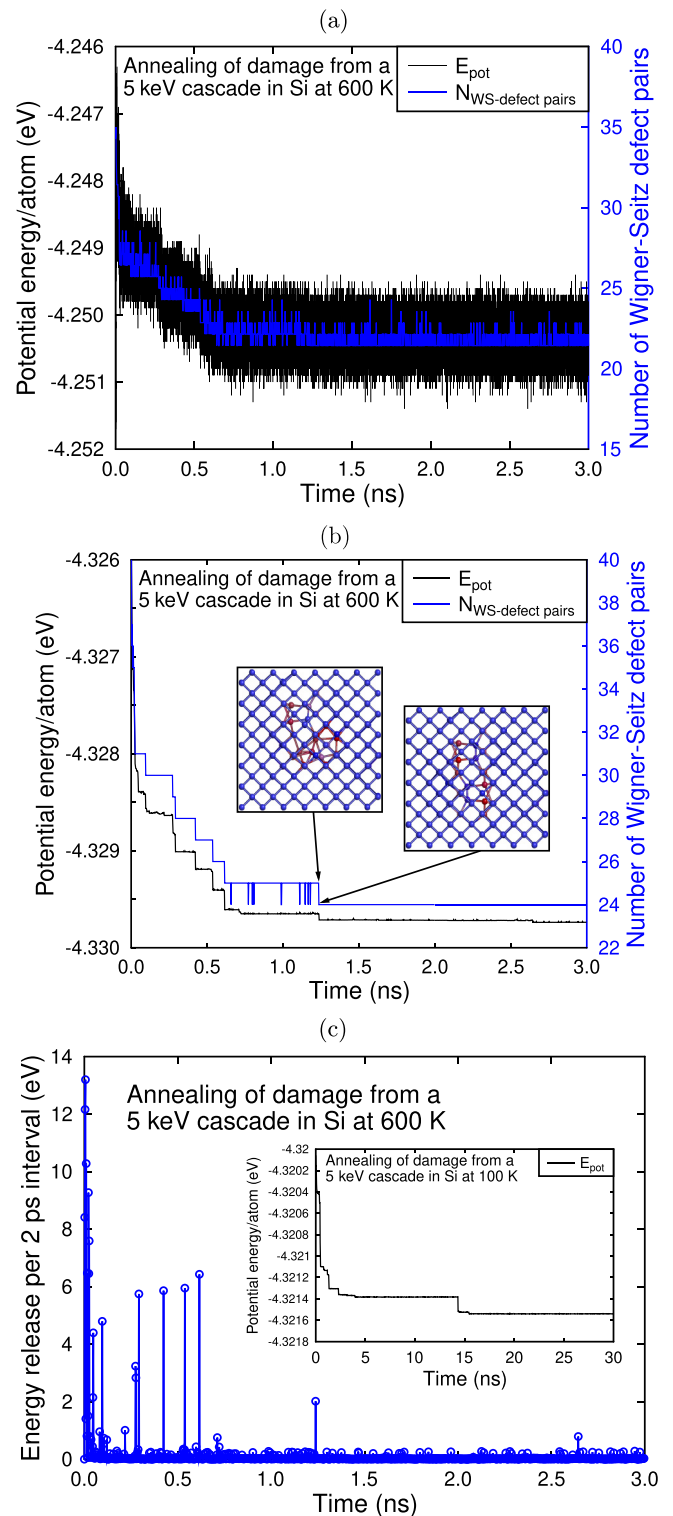 (a)
Annealing of damage from a
5 keV cascade in Si at 600 K
E_pot
N_WS-defect pairs
Potential energy/atom (eV)
-4.246
-4.247
-4.248
-4.249
-4.250
-4.251
-4.252
Number of Wigner-Seitz defect pairs
40
35
30
25
20
15
0.0 0.5 1.0 1.5 2.0 2.5 3.0
Time (ns)
(b)
Annealing of damage from a
5 keV cascade in Si at 600 K
E_pot
N_WS-defect pairs
Potential energy/atom (eV)
-4.326
-4.327
-4.328
-4.329
-4.330
Number of Wigner-Seitz defect pairs
40
38
36
34
32
30
28
26
24
22
0.0 0.5 1.0 1.5 2.0 2.5 3.0
Time (ns)
(c)
Annealing of damage from a
5 keV cascade in Si at 600 K
Energy release per 2 ps interval (eV)
14
12
10
8
6
4
2
0
Annealing of damage from a
5 keV cascade in Si at 100 K
E_pot
Potential energy/atom (eV)
-4.32
-4.3202
-4.3204
-4.3206
-4.3208
-4.321
-4.3212
-4.3214
-4.3216
-4.3218
0 5 10 15 20 25 30
Time (ns)
0.0 0.5 1.0 1.5 2.0 2.5 3.0
Time (ns)